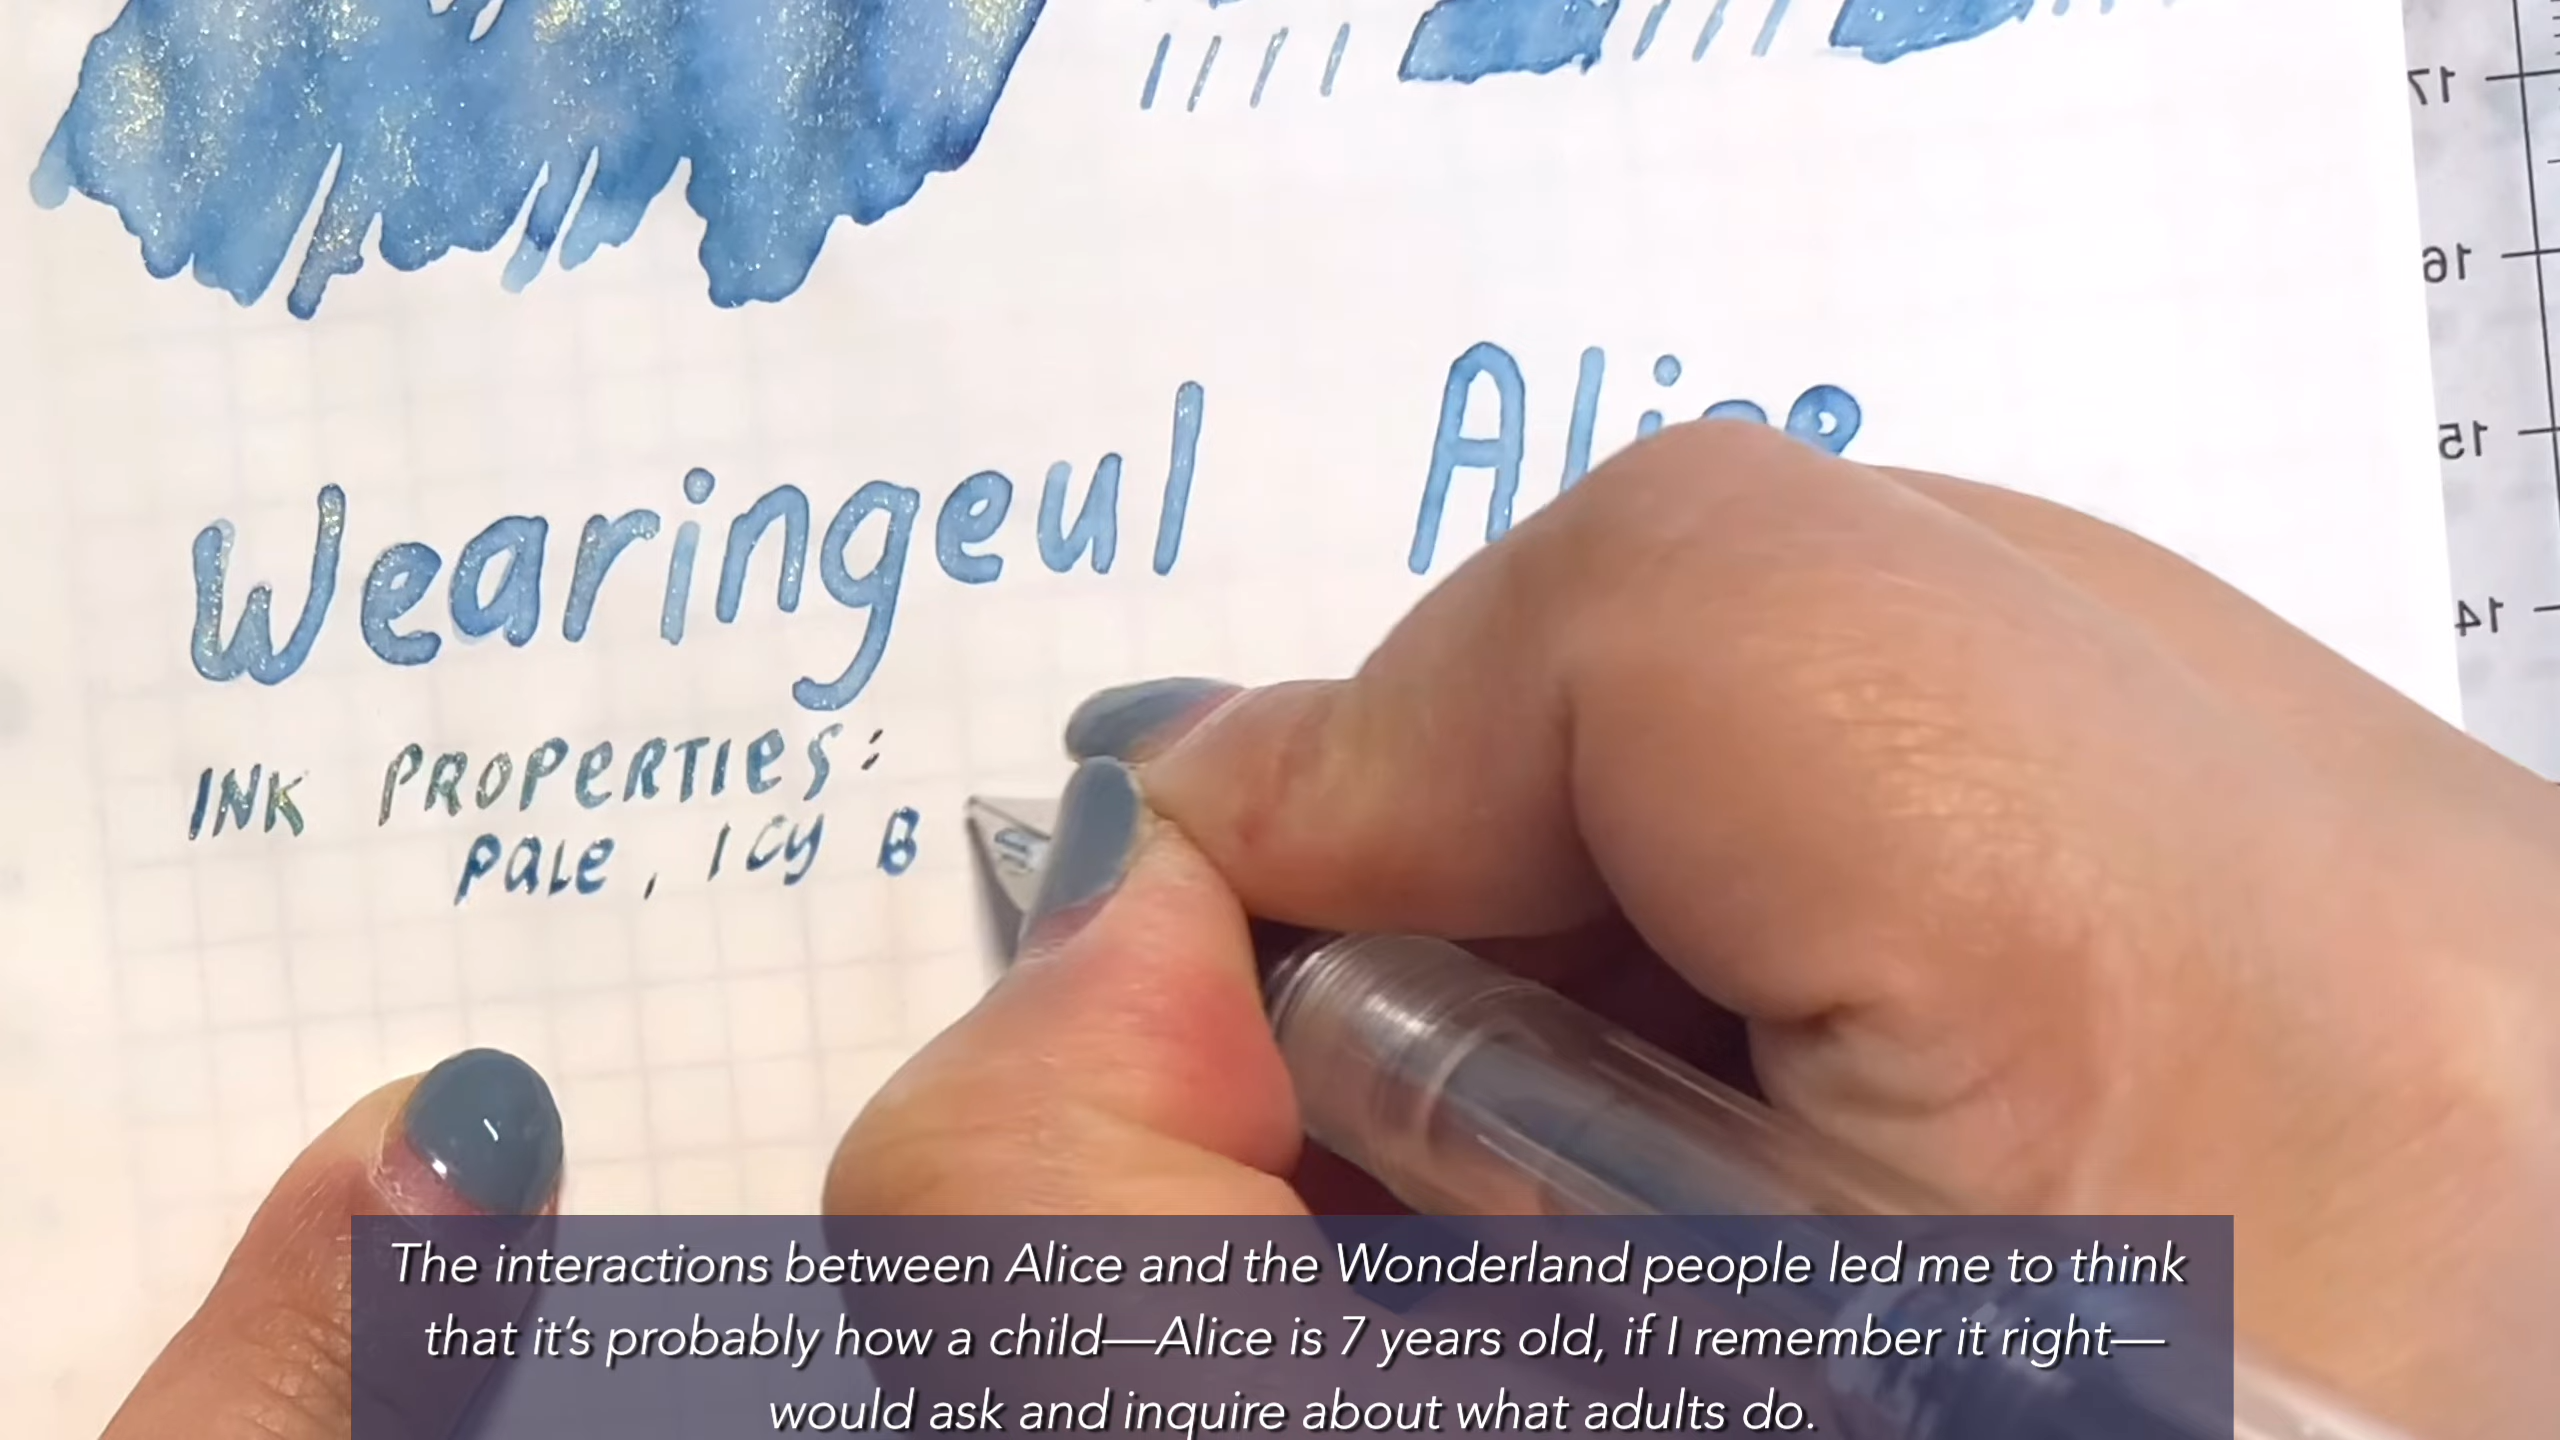 17
16
15
14
Wearingeul Alice
INK PROPERTIES:
PALE, ICY B
The interactions between Alice and the Wonderland people led me to think
that it’s probably how a child—Alice is 7 years old, if I remember it right—
would ask and inquire about what adults do.